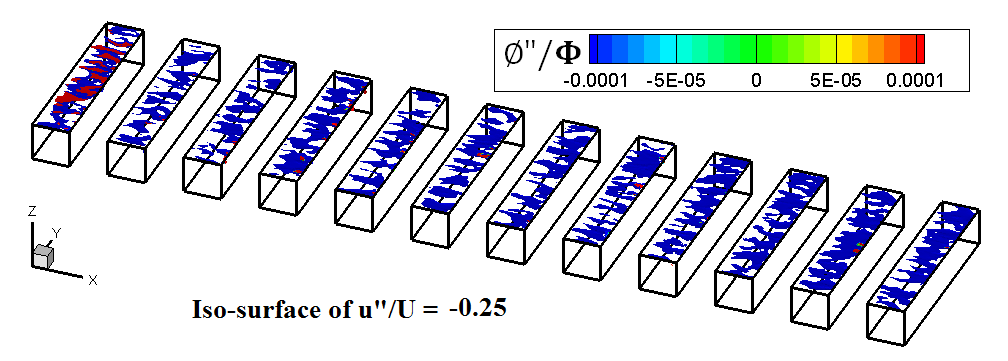 Ø"/Φ
-0.0001 -5E-05 0 5E-05 0.0001
Z
Y
X
Iso-surface of u"/U = -0.25